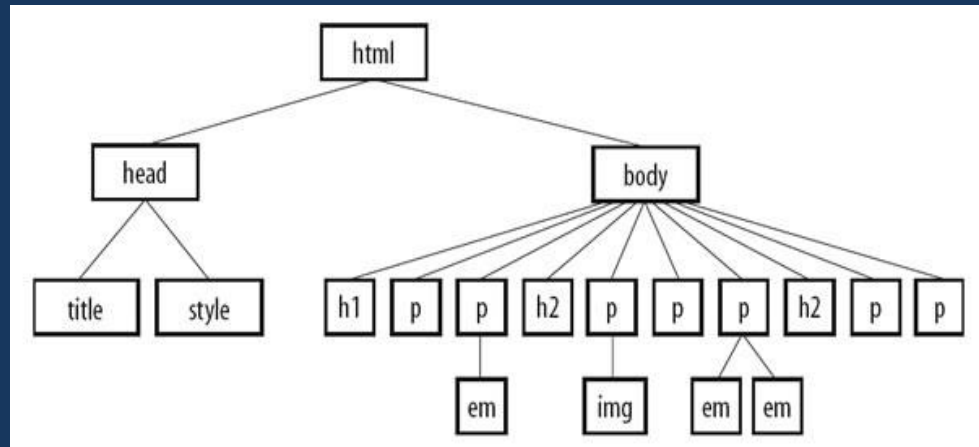 html
head body
title style h1 p p h2 p p p h2 p p
em img em em